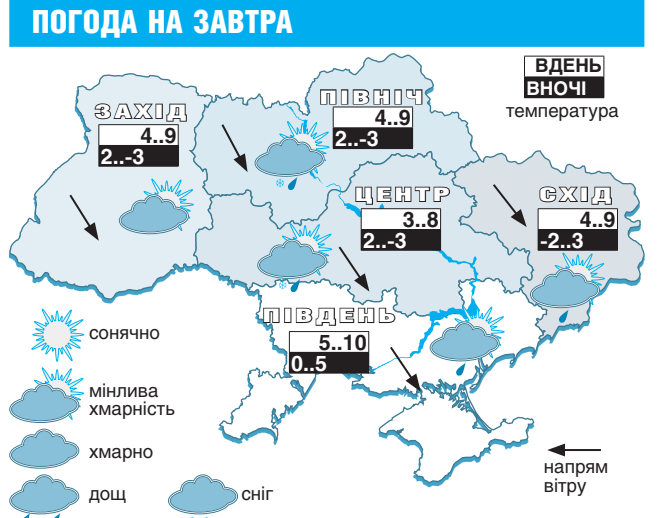 ПОГОДА НА ЗАВТРА
ВДЕНЬ
ВНОЧІ
температура
ЗАХІД
4..9
2..-3
ПІВНІЧ
4..9
2..-3
ЦЕНТР
3..8
2..-3
СХІД
4..9
-2..3
ПІВДЕНЬ
5..10
0..5
сонячно
мінлива
хмарність
хмарно
дощ
сніг
напрям
вітру